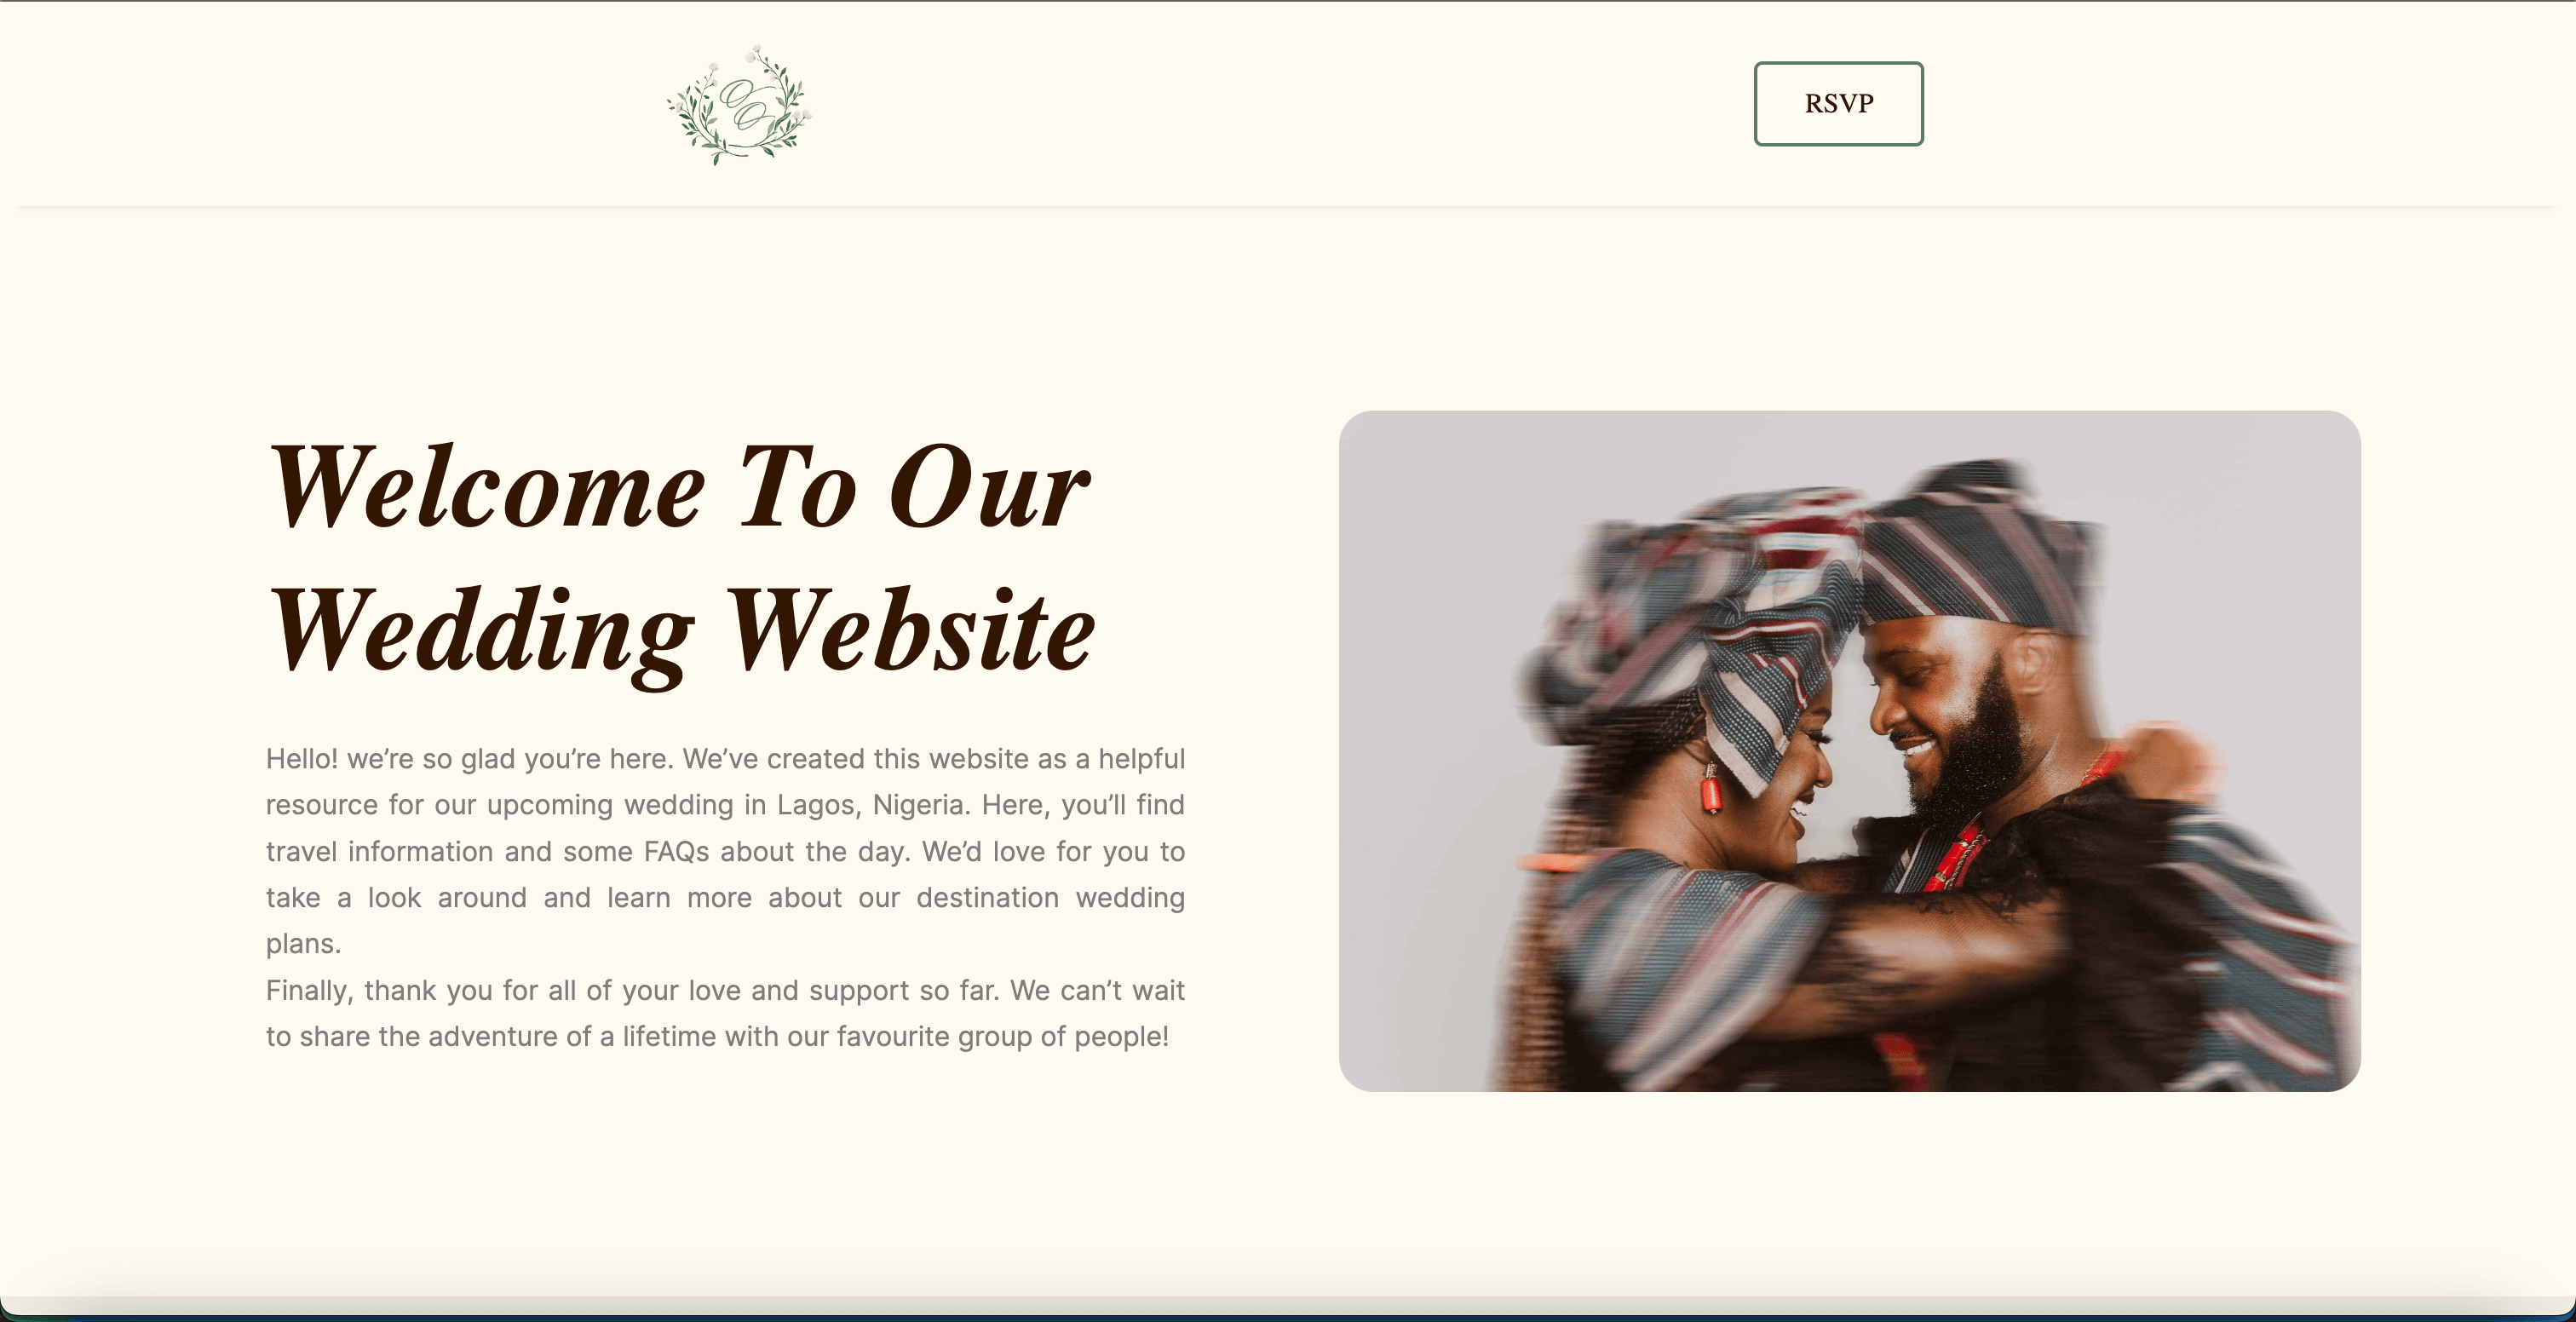 OO
RSVP
Welcome To Our
Wedding Website
Hello! we’re so glad you’re here. We’ve created this website as a helpful
resource for our upcoming wedding in Lagos, Nigeria. Here, you’ll find
travel information and some FAQs about the day. We’d love for you to
take a look around and learn more about our destination wedding
plans.
Finally, thank you for all of your love and support so far. We can’t wait
to share the adventure of a lifetime with our favourite group of people!